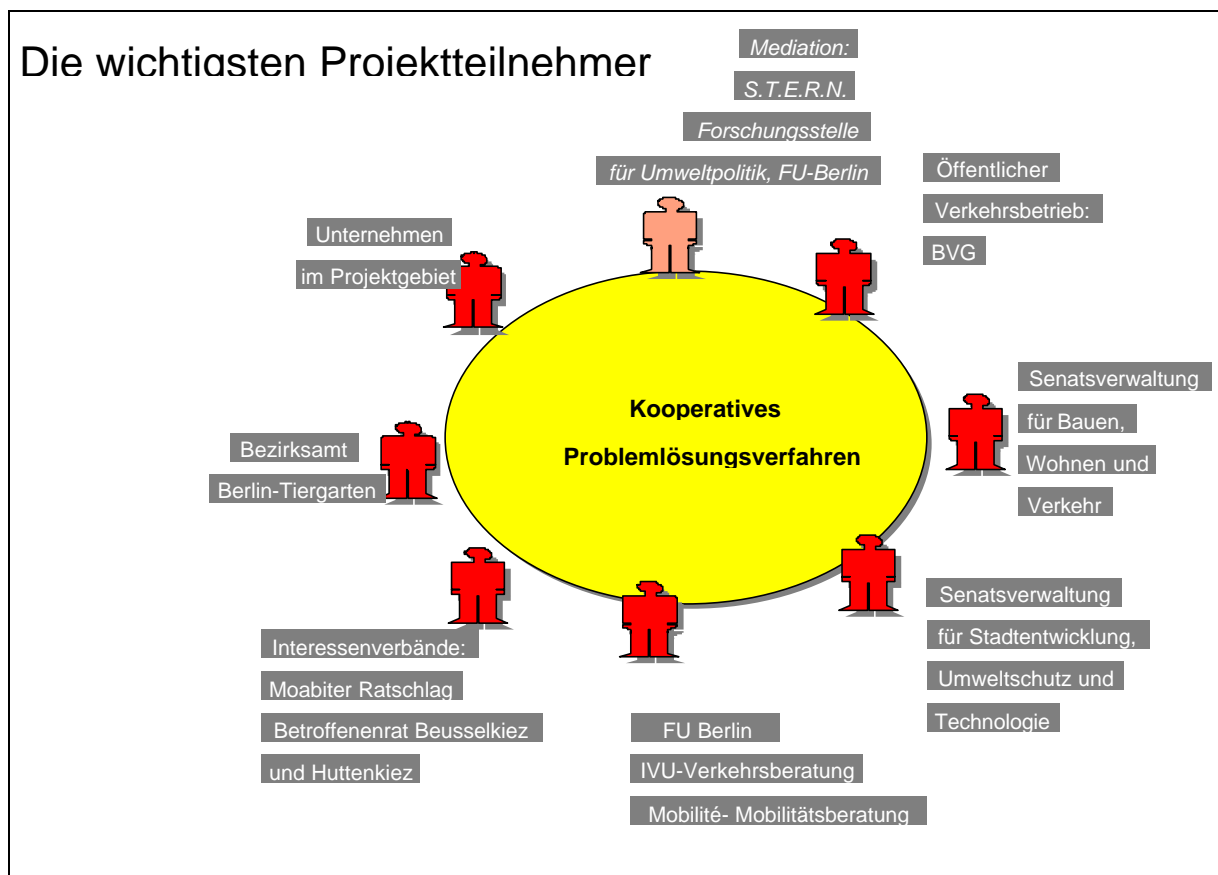 Die wichtigsten Projektteilnehmer
Mediation:
S.T.E.R.N.
Forschungsstelle
für Umweltpolitik, FU-Berlin
Öffentlicher
Verkehrsbetrieb:
BVG
Unternehmen
im Projektgebiet
Senatsverwaltung
für Bauen,
Wohnen und
Verkehr
Kooperatives
Problemlösungsverfahren
Bezirksamt
Berlin-Tiergarten
Senatsverwaltung
für Stadtentwicklung,
Umweltschutz und
Technologie
Interessenverbände:
Moabiter Ratschlag
Betroffenenrat Beusselkiez
und Huttenkiez
FU Berlin
IVU-Verkehrsberatung
Mobilité- Mobilitätsberatung